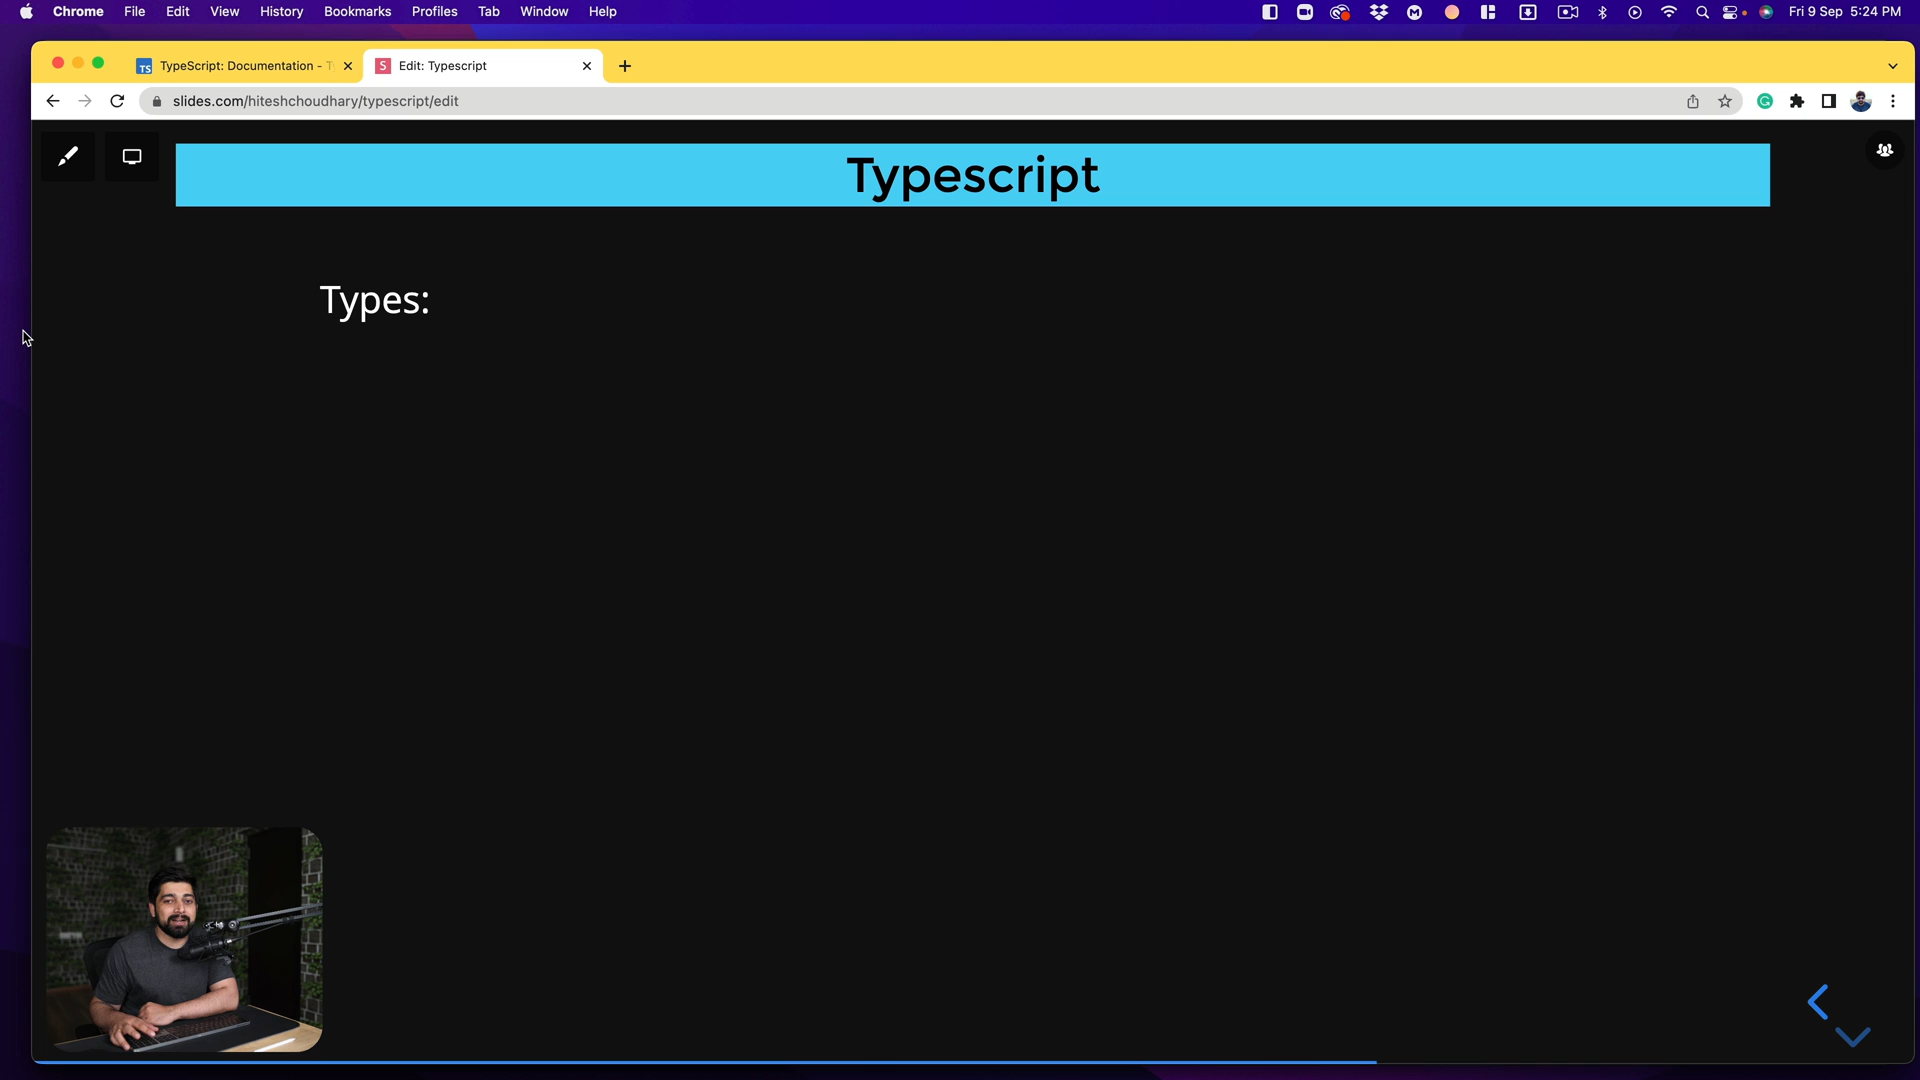 Chrome File Edit View History Bookmarks Profiles Tab Window Help Fri 9 Sep 5:24 PM
TypeScript: Documentation - Edit: Typescript
slides.com/hiteshchoudhary/typescript/edit
Typescript
Types: